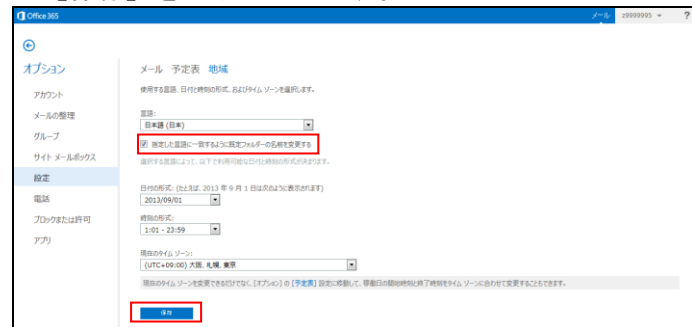 Office 365
メール z9999995 ?
オプション
アカウント
メールの整理
グループ
サイト メールボックス
設定
電話
ブロックまたは許可
アプリ
メール 予定表 地域
使用する言語、日付と時刻の形式、およびタイム ゾーンを選択します。
言語:
日本語 (日本)
指定した言語に一致するように既定フォルダーの名前を変更する
選択する言語によって、以下で利用可能な日付と時刻の形式が決まります。
日付の形式: (たとえば、2013 年 9 月 1 日は次のように表示されます)
2013/09/01
時刻の形式:
1:01 - 23:59
現在のタイム ゾーン:
(UTC+09:00) 大阪、札幌、東京
現在のタイム ゾーンを変更できるだけでなく、[オプション] の [予定表] 設定に移動して、稼働日の開始時刻と終了時刻をタイム ゾーンに合わせて変更することもできます。
保存